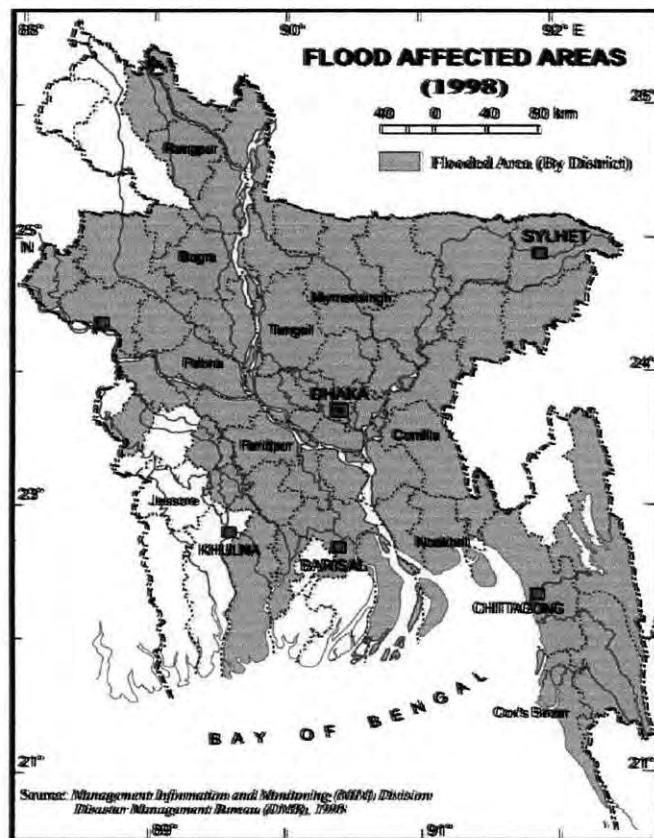 88° 90° 92° E
FLOOD AFFECTED AREAS
(1998)
40 0 40 80 km
Flooded Area (By District)
Rangpur
25°
N
SYLHET
Bogra
Mymensingh
Tangail
24°
Pabna
DHAKA
Faridpur
Comilla
23°
Jessore
KHULNA
BARISAL
Noakhali
CHITTAGONG
Cox's Bazar
BAY OF BENGAL
21° 21°
Source: Management Information and Monitoring (MIM) Division
Disaster Management Bureau (DMB), 1998
89° 91°